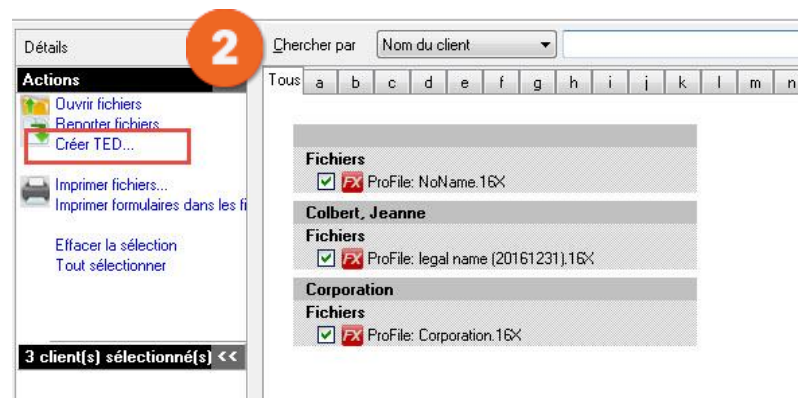 2
Détails
Chercher par Nom du client
Actions
Tous a b c d e f g h i j k l m n
Ouvrir fichiers
Reporter fichiers
Créer TED...
Imprimer fichiers...
Imprimer formulaires dans les fi
Effacer la sélection
Tout sélectionner
3 client(s) sélectionné(s) <<
Fichiers
FX ProFile: NoName.16X
Colbert, Jeanne
Fichiers
FX ProFile: legal name (20161231).16X
Corporation
Fichiers
FX ProFile: Corporation.16X